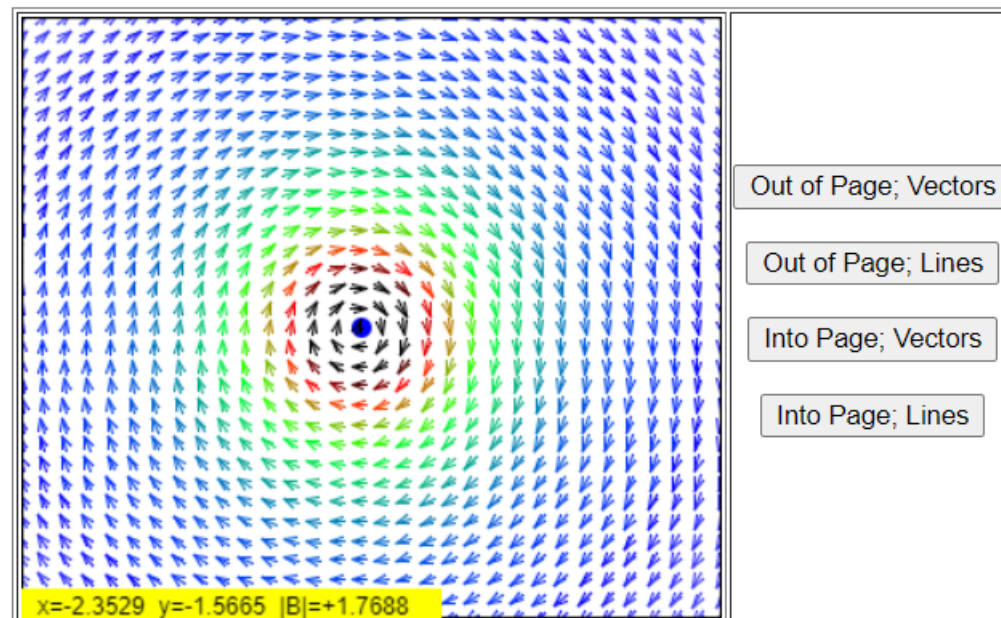 Out of Page; Vectors
Out of Page; Lines
Into Page; Vectors
Into Page; Lines
x=-2.3529 y=-1.5665 |B|=+1.7688